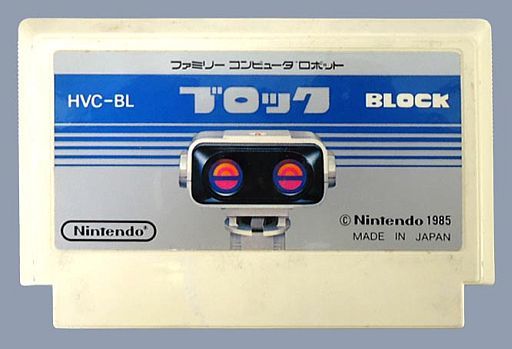 ファミリー コンピュータ ロボット
HVC-BL ブロック BLOCK
Nintendo®
© Nintendo 1985
MADE IN JAPAN